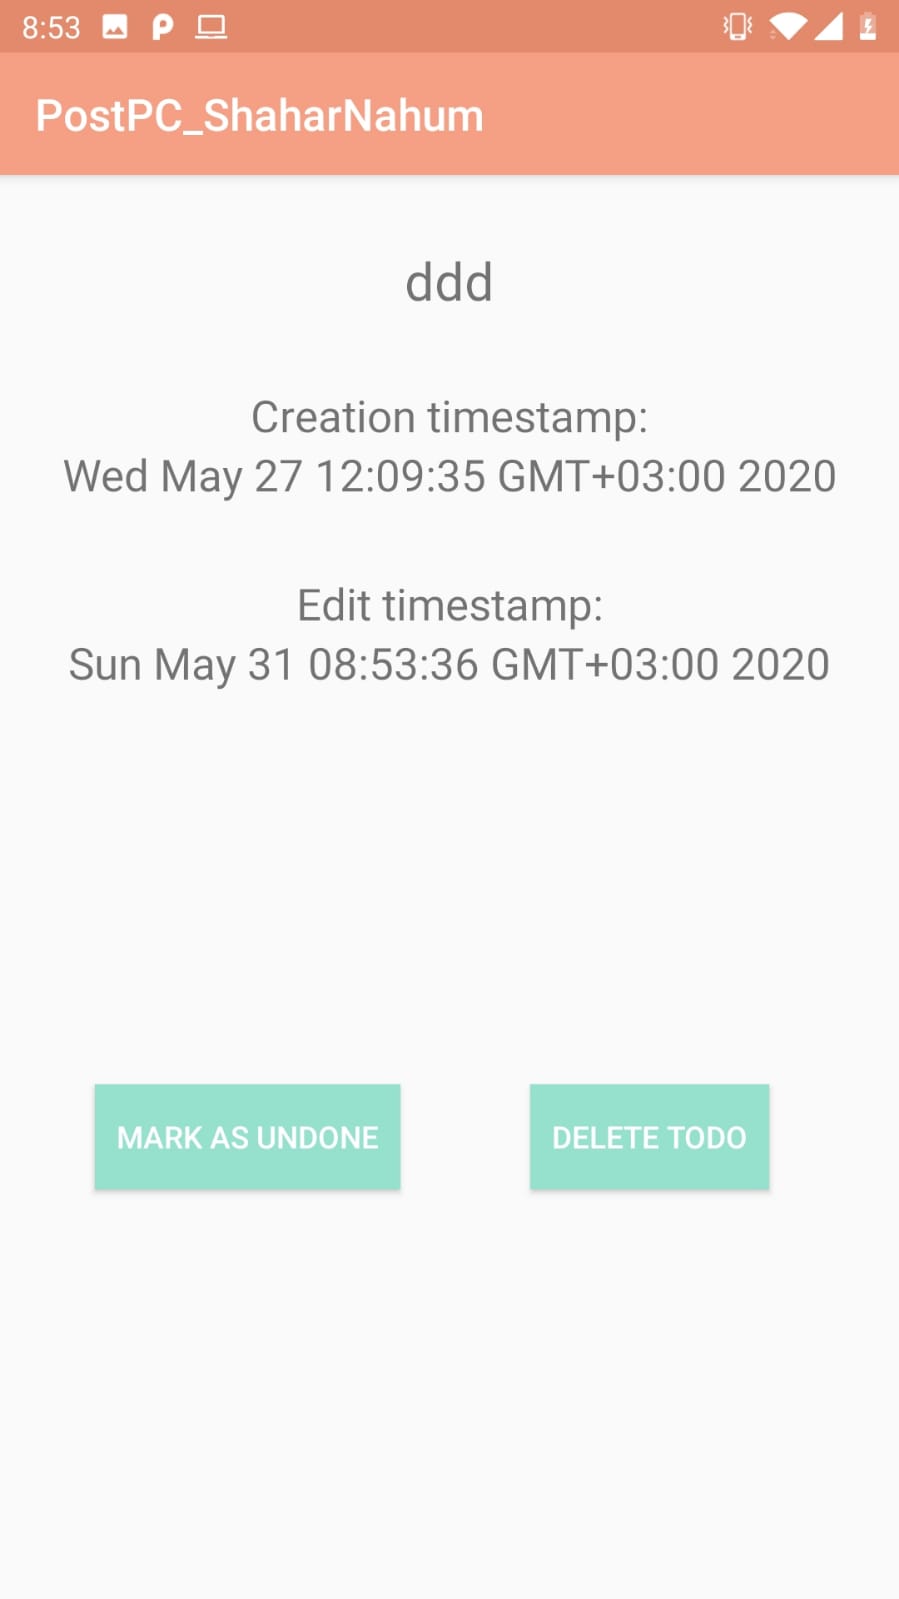 8:53
PostPC_ShaharNahum
ddd
Creation timestamp:
Wed May 27 12:09:35 GMT+03:00 2020
Edit timestamp:
Sun May 31 08:53:36 GMT+03:00 2020
MARK AS UNDONE
DELETE TODO